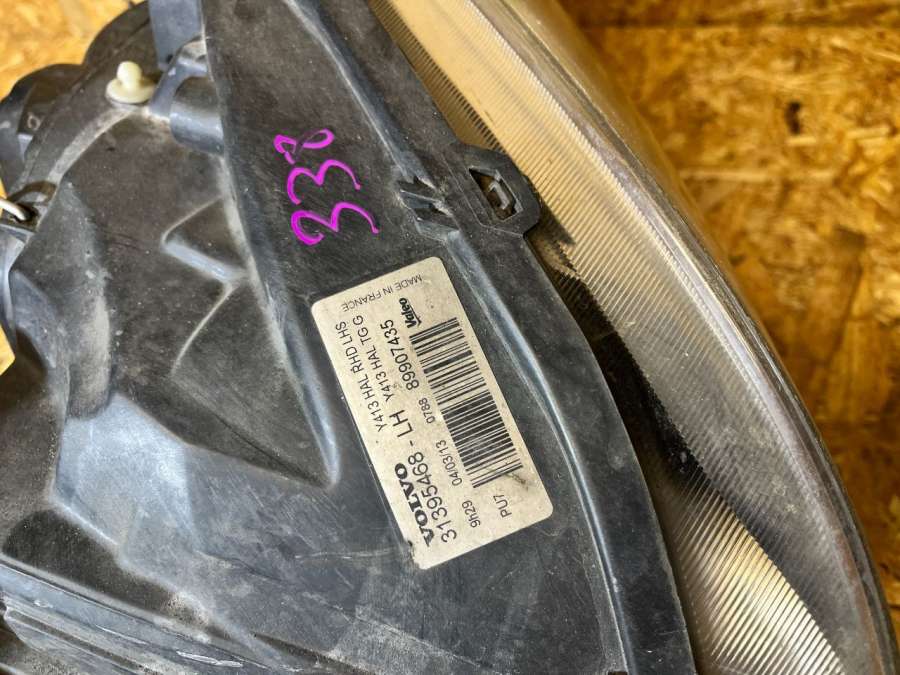 338
VOLVO
Y413 HAL RHD LHS
MADE IN FRANCE
31395468 - LH Y413 HAL TG G
9h29 04/03/13 0788 89907435
Valeo
PU7